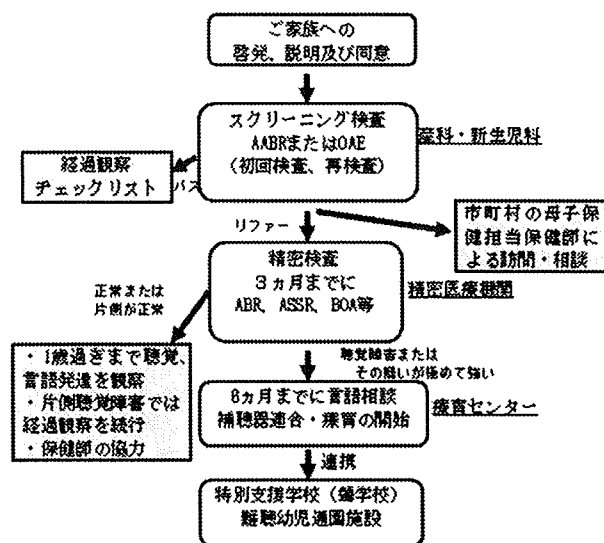 ご家族への
啓発、説明及び同意
スクリーニング検査
AABRまたはOAE
（初回検査、再検査）
産科・新生児科
経過観察
チェックリスト
パス
リファー
市町村の母子保
健担当保健師に
よる訪問・相談
精密検査
３ヵ月までに
ABR、ASSR、BOA等
精密医療機関
正常または
片側が正常
・1歳過ぎまで聴覚、
言語発達を観察
・片側聴覚障害では
経過観察を続行
・保健師の協力
聴覚障害または
その疑いが極めて強い
6ヵ月までに言語相談
補聴器適合・療育の開始
療育センター
連携
特別支援学校（聾学校）
難聴幼児通園施設